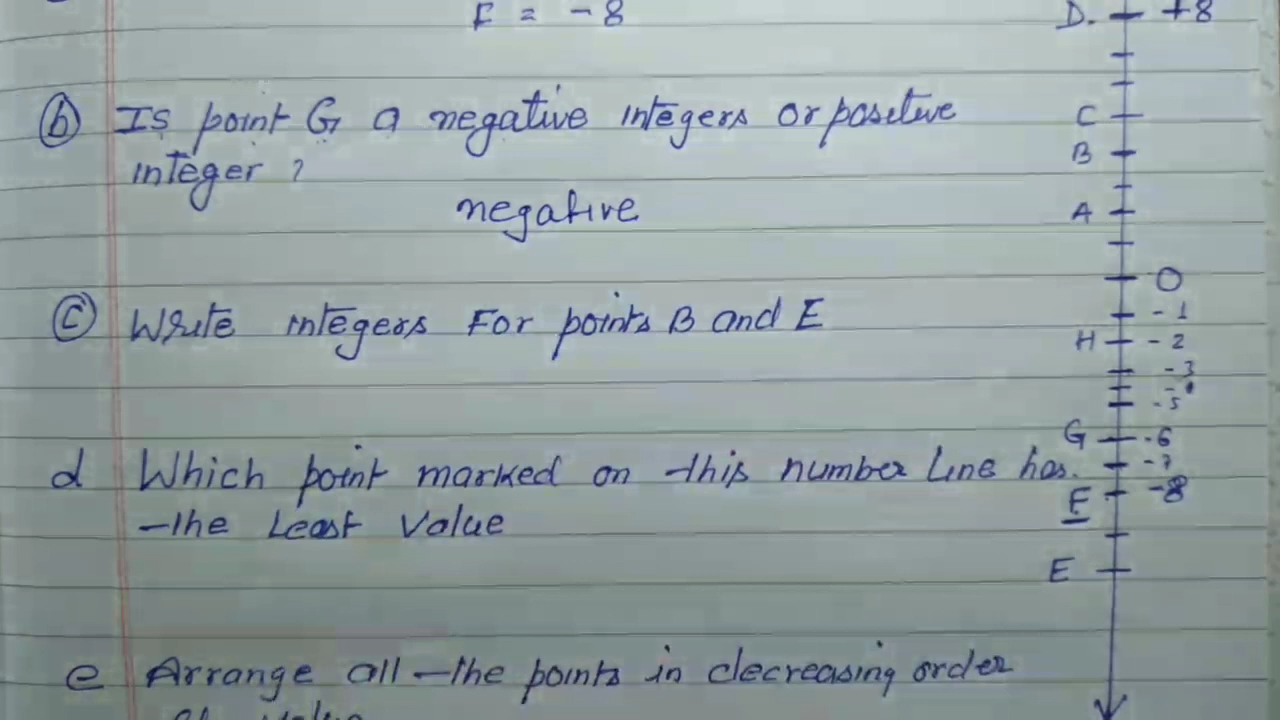 F = -8
D. +8
(b) Is point G a negative integers or positive
integer ?
negative
C
B
A
0
-1
H -2
-3
-5
G -6
-7
F -8
E
(c) Write integers For points B and E
d Which point marked on this number Line has.
the Least Value
e Arrange all the points in decreasing order